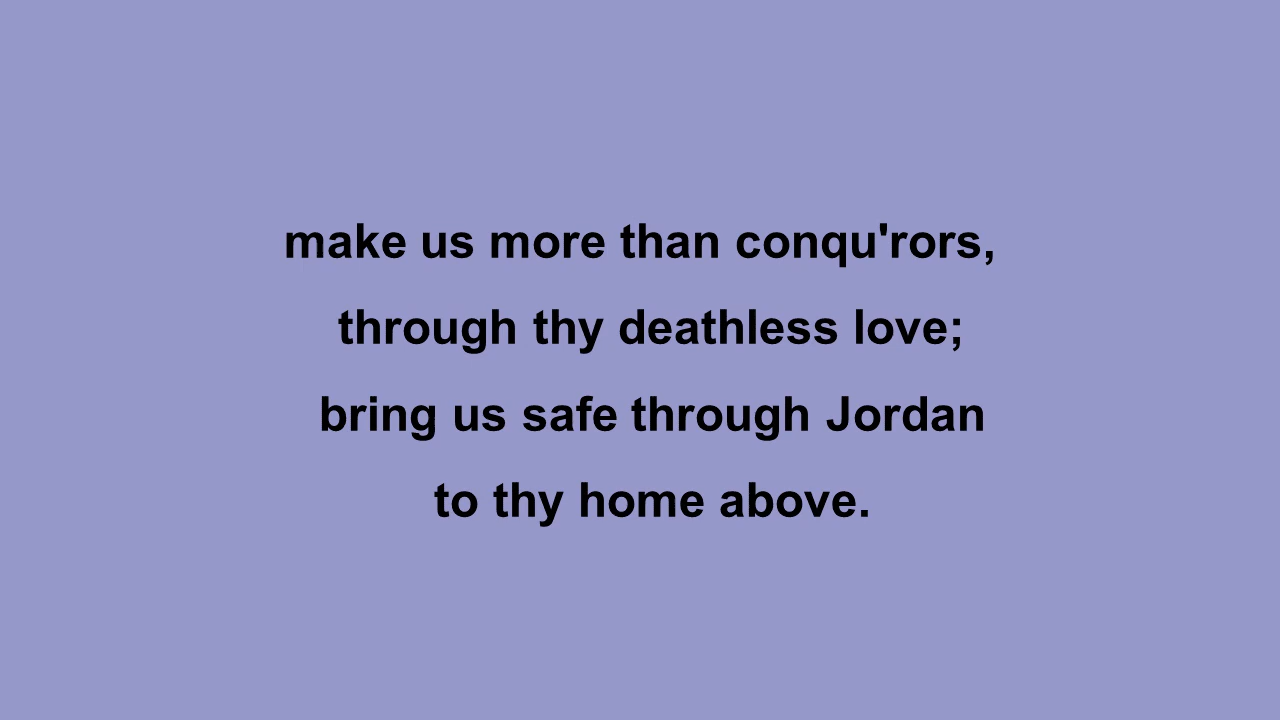 make us more than conqu'rors,
through thy deathless love;
bring us safe through Jordan
to thy home above.